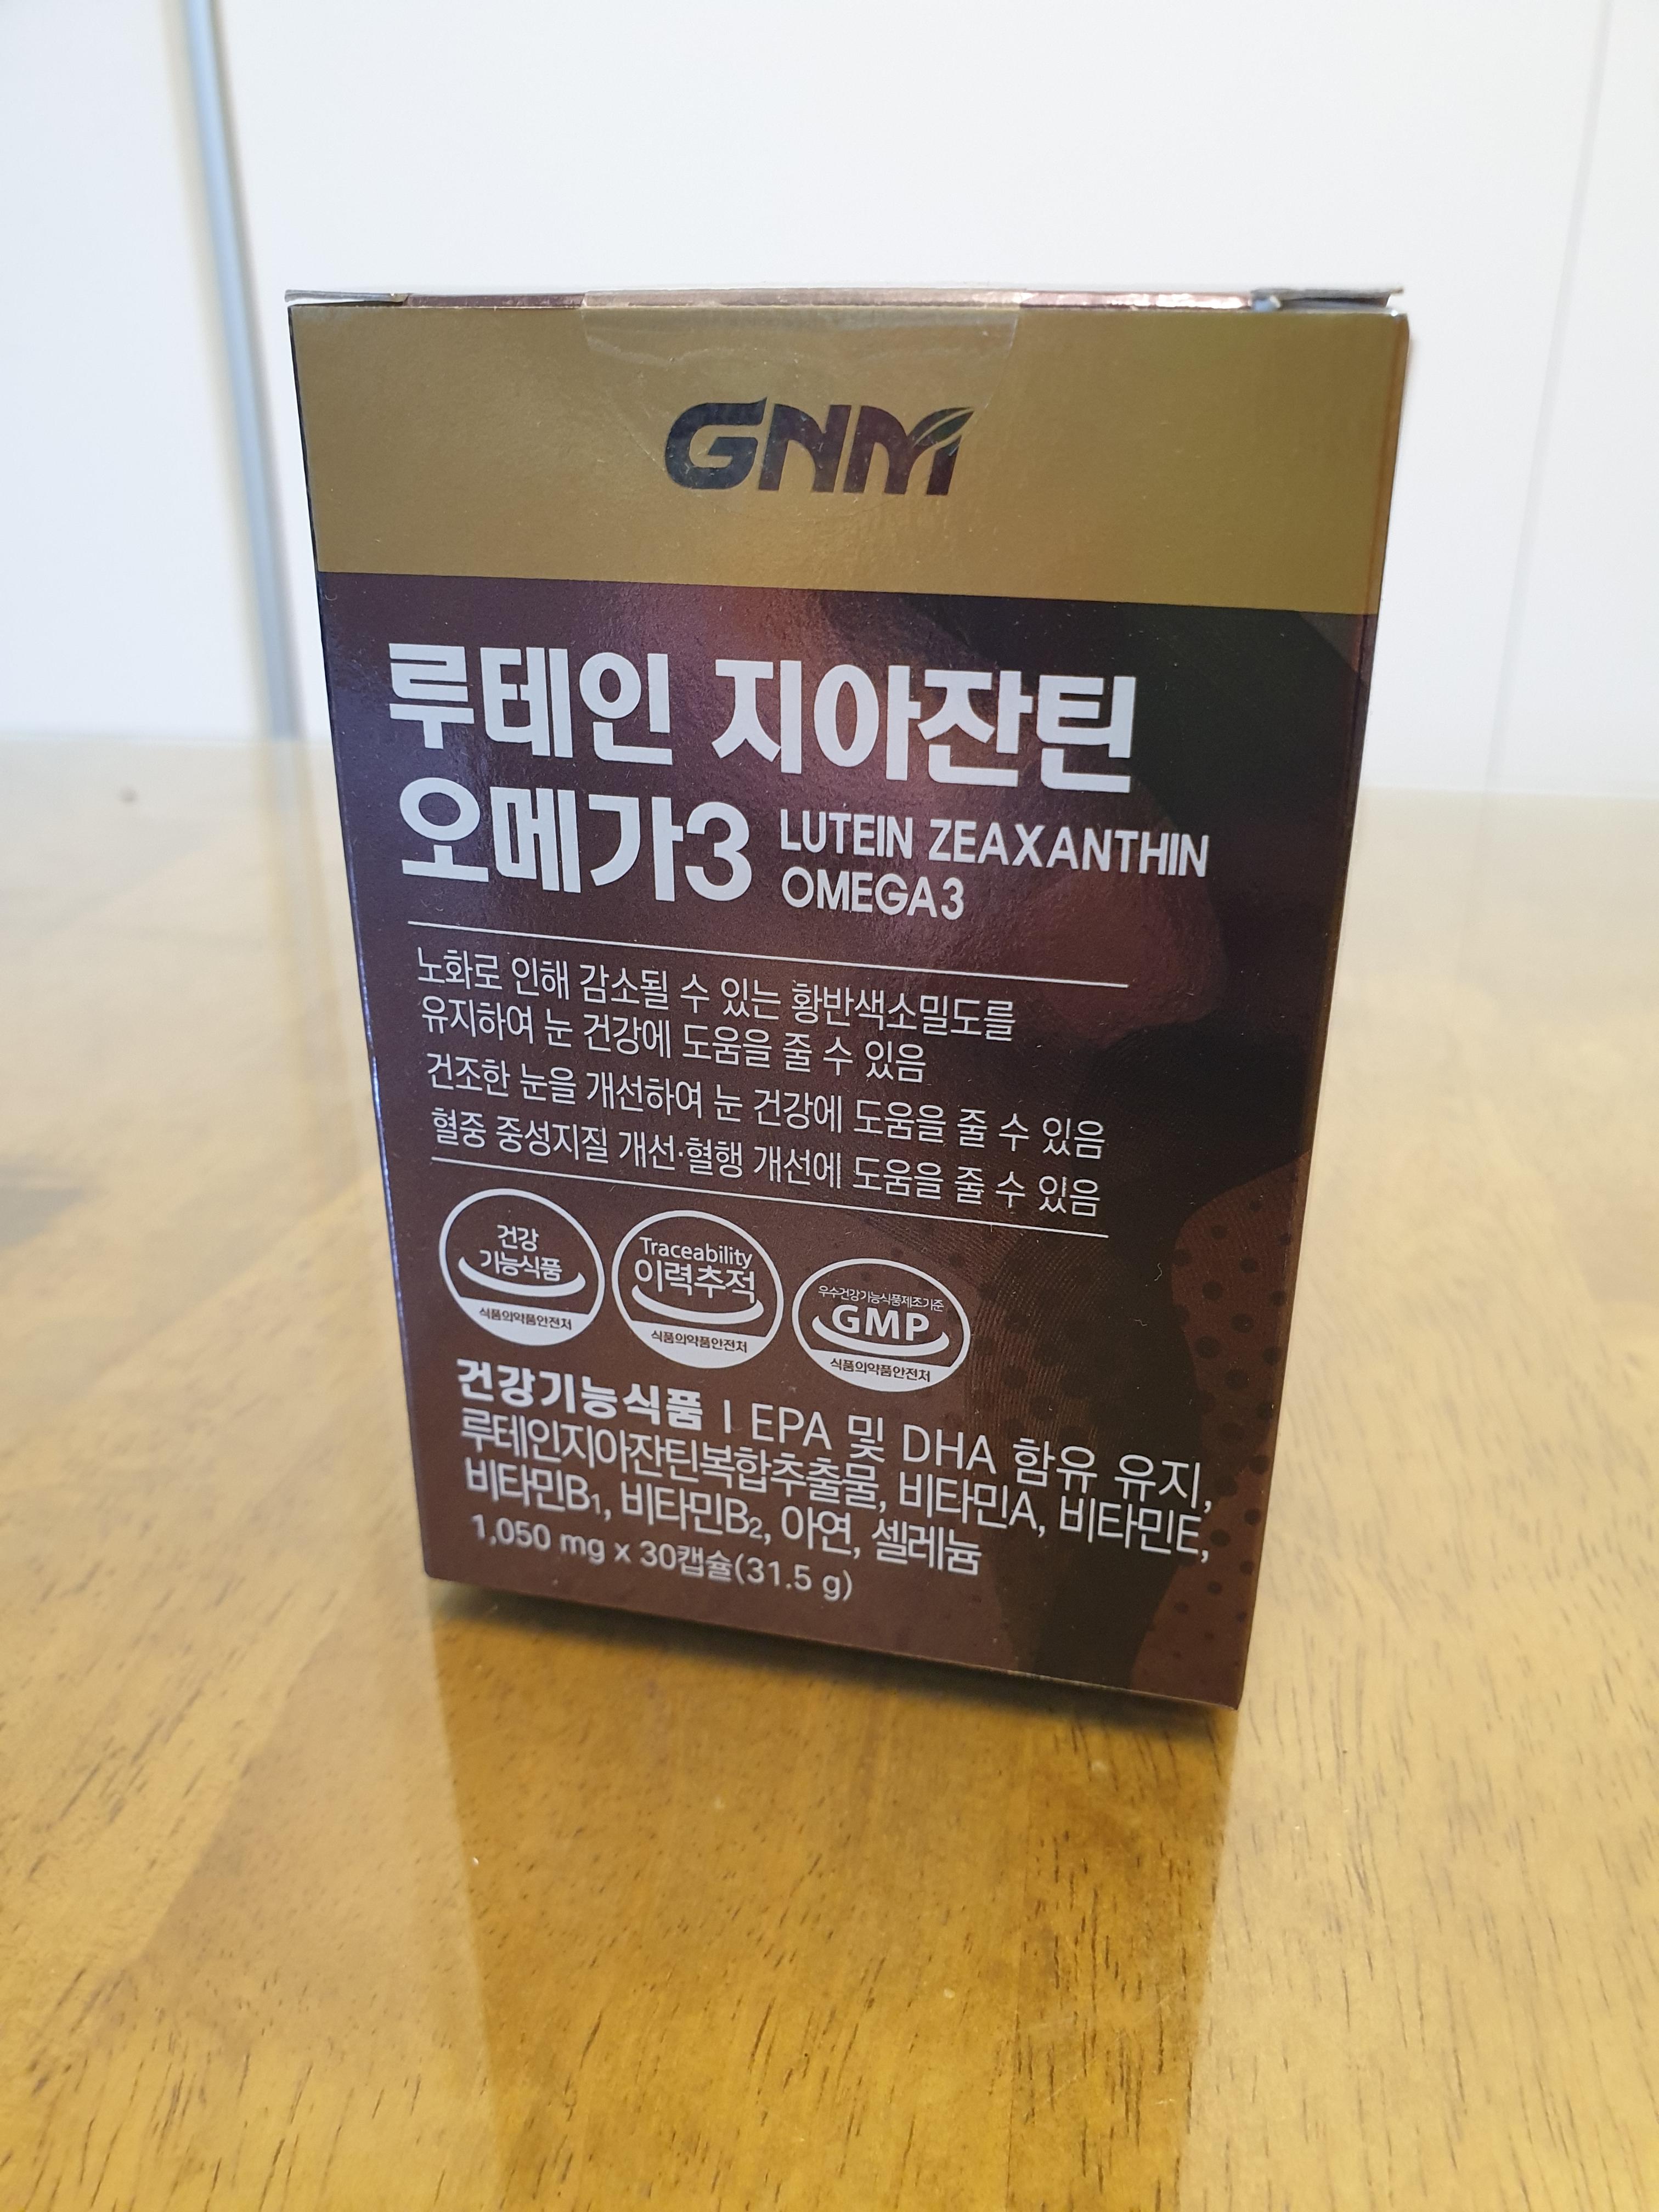 GNM
루테인 지아잔틴
오메가3
LUTEIN ZEAXANTHIN
OMEGA3
노화로 인해 감소될 수 있는 황반색소밀도를
유지하여 눈 건강에 도움을 줄 수 있음
건조한 눈을 개선하여 눈 건강에 도움을 줄 수 있음
혈중 중성지질 개선·혈행 개선에 도움을 줄 수 있음
건강
기능식품
식품의약품안전처
Traceability
이력추적
식품의약품안전처
우수건강기능식품제조기준
GMP
식품의약품안전처
건강기능식품 | EPA 및 DHA 함유 유지,
루테인지아잔틴복합추출물, 비타민A, 비타민E,
비타민B₁, 비타민B₂, 아연, 셀레늄
1,050 mg x 30캡슐(31.5 g)